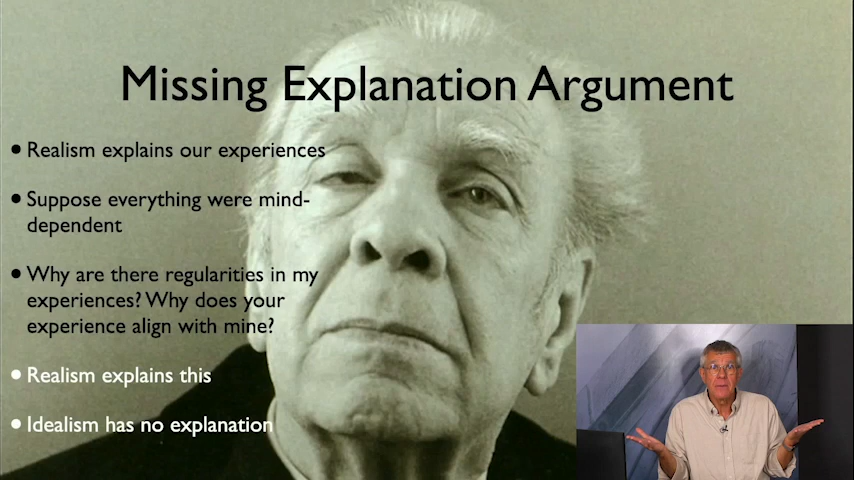 Missing Explanation Argument
• Realism explains our experiences
• Suppose everything were mind-
dependent
• Why are there regularities in my
experiences? Why does your
experience align with mine?
• Realism explains this
• Idealism has no explanation